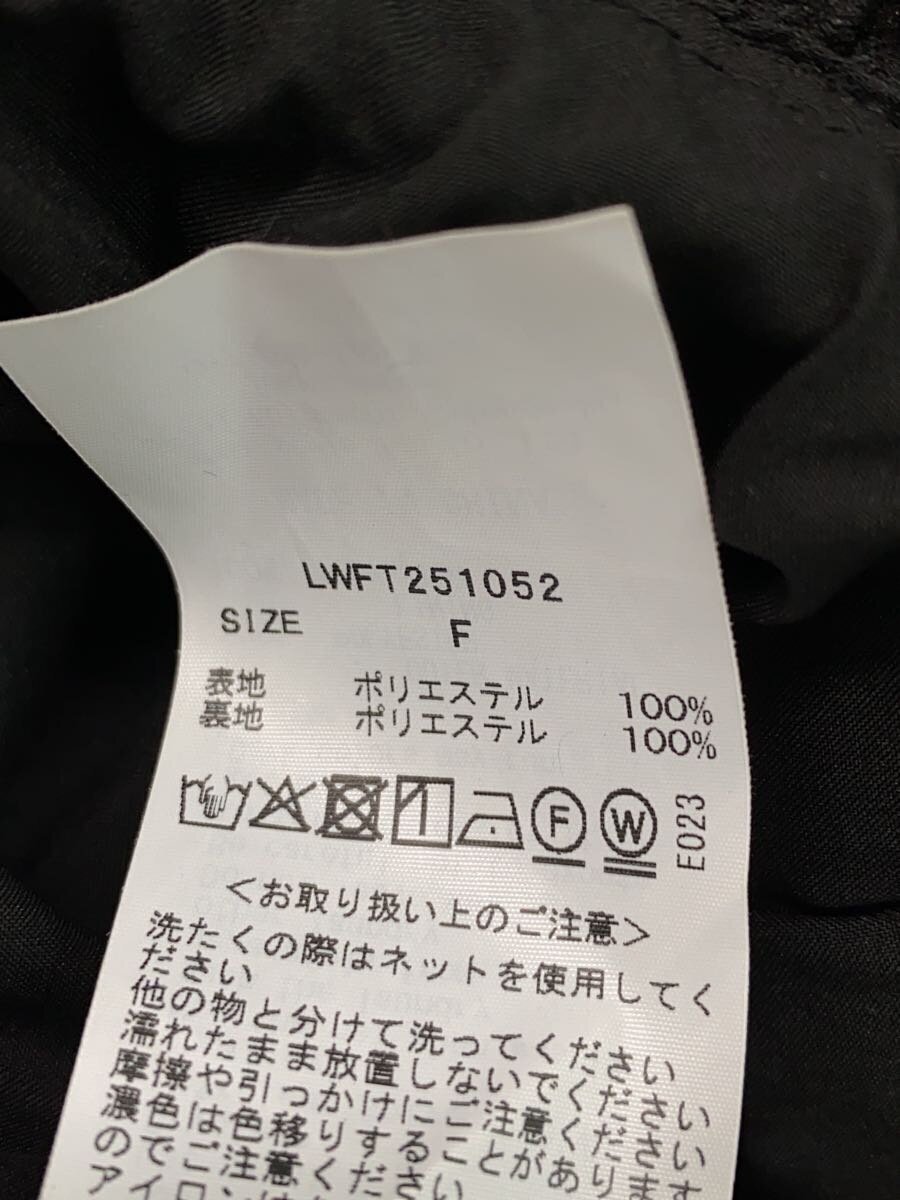 LWFT251052
SIZE F
表地 ポリエステル 100%
裏地 ポリエステル 100%
F W E023
<お取り扱い上のご注意>
洗たくの際はネットを使用してく
ださい
他の物と分けて洗ってください
濡れたまま放置しないでください
摩擦や引っかけにご注意ください
濃色は色移りすることがあります
のでご注意ください